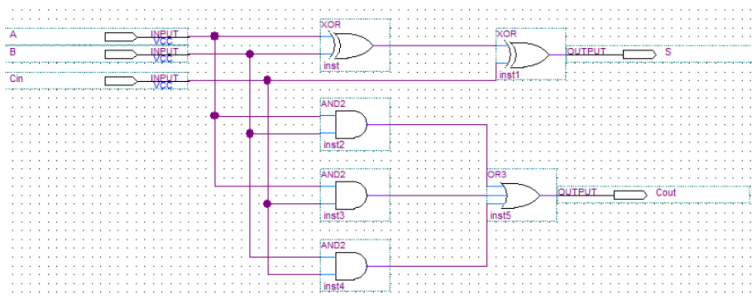 XOR
XOR
A
INPUT
VCC
B
INPUT
VCC
OUTPUT
S
inst
inst1
Cin
INPUT
VCC
AND2
inst2
AND2
OR3
OUTPUT
Cout
inst3
inst5
AND2
inst4